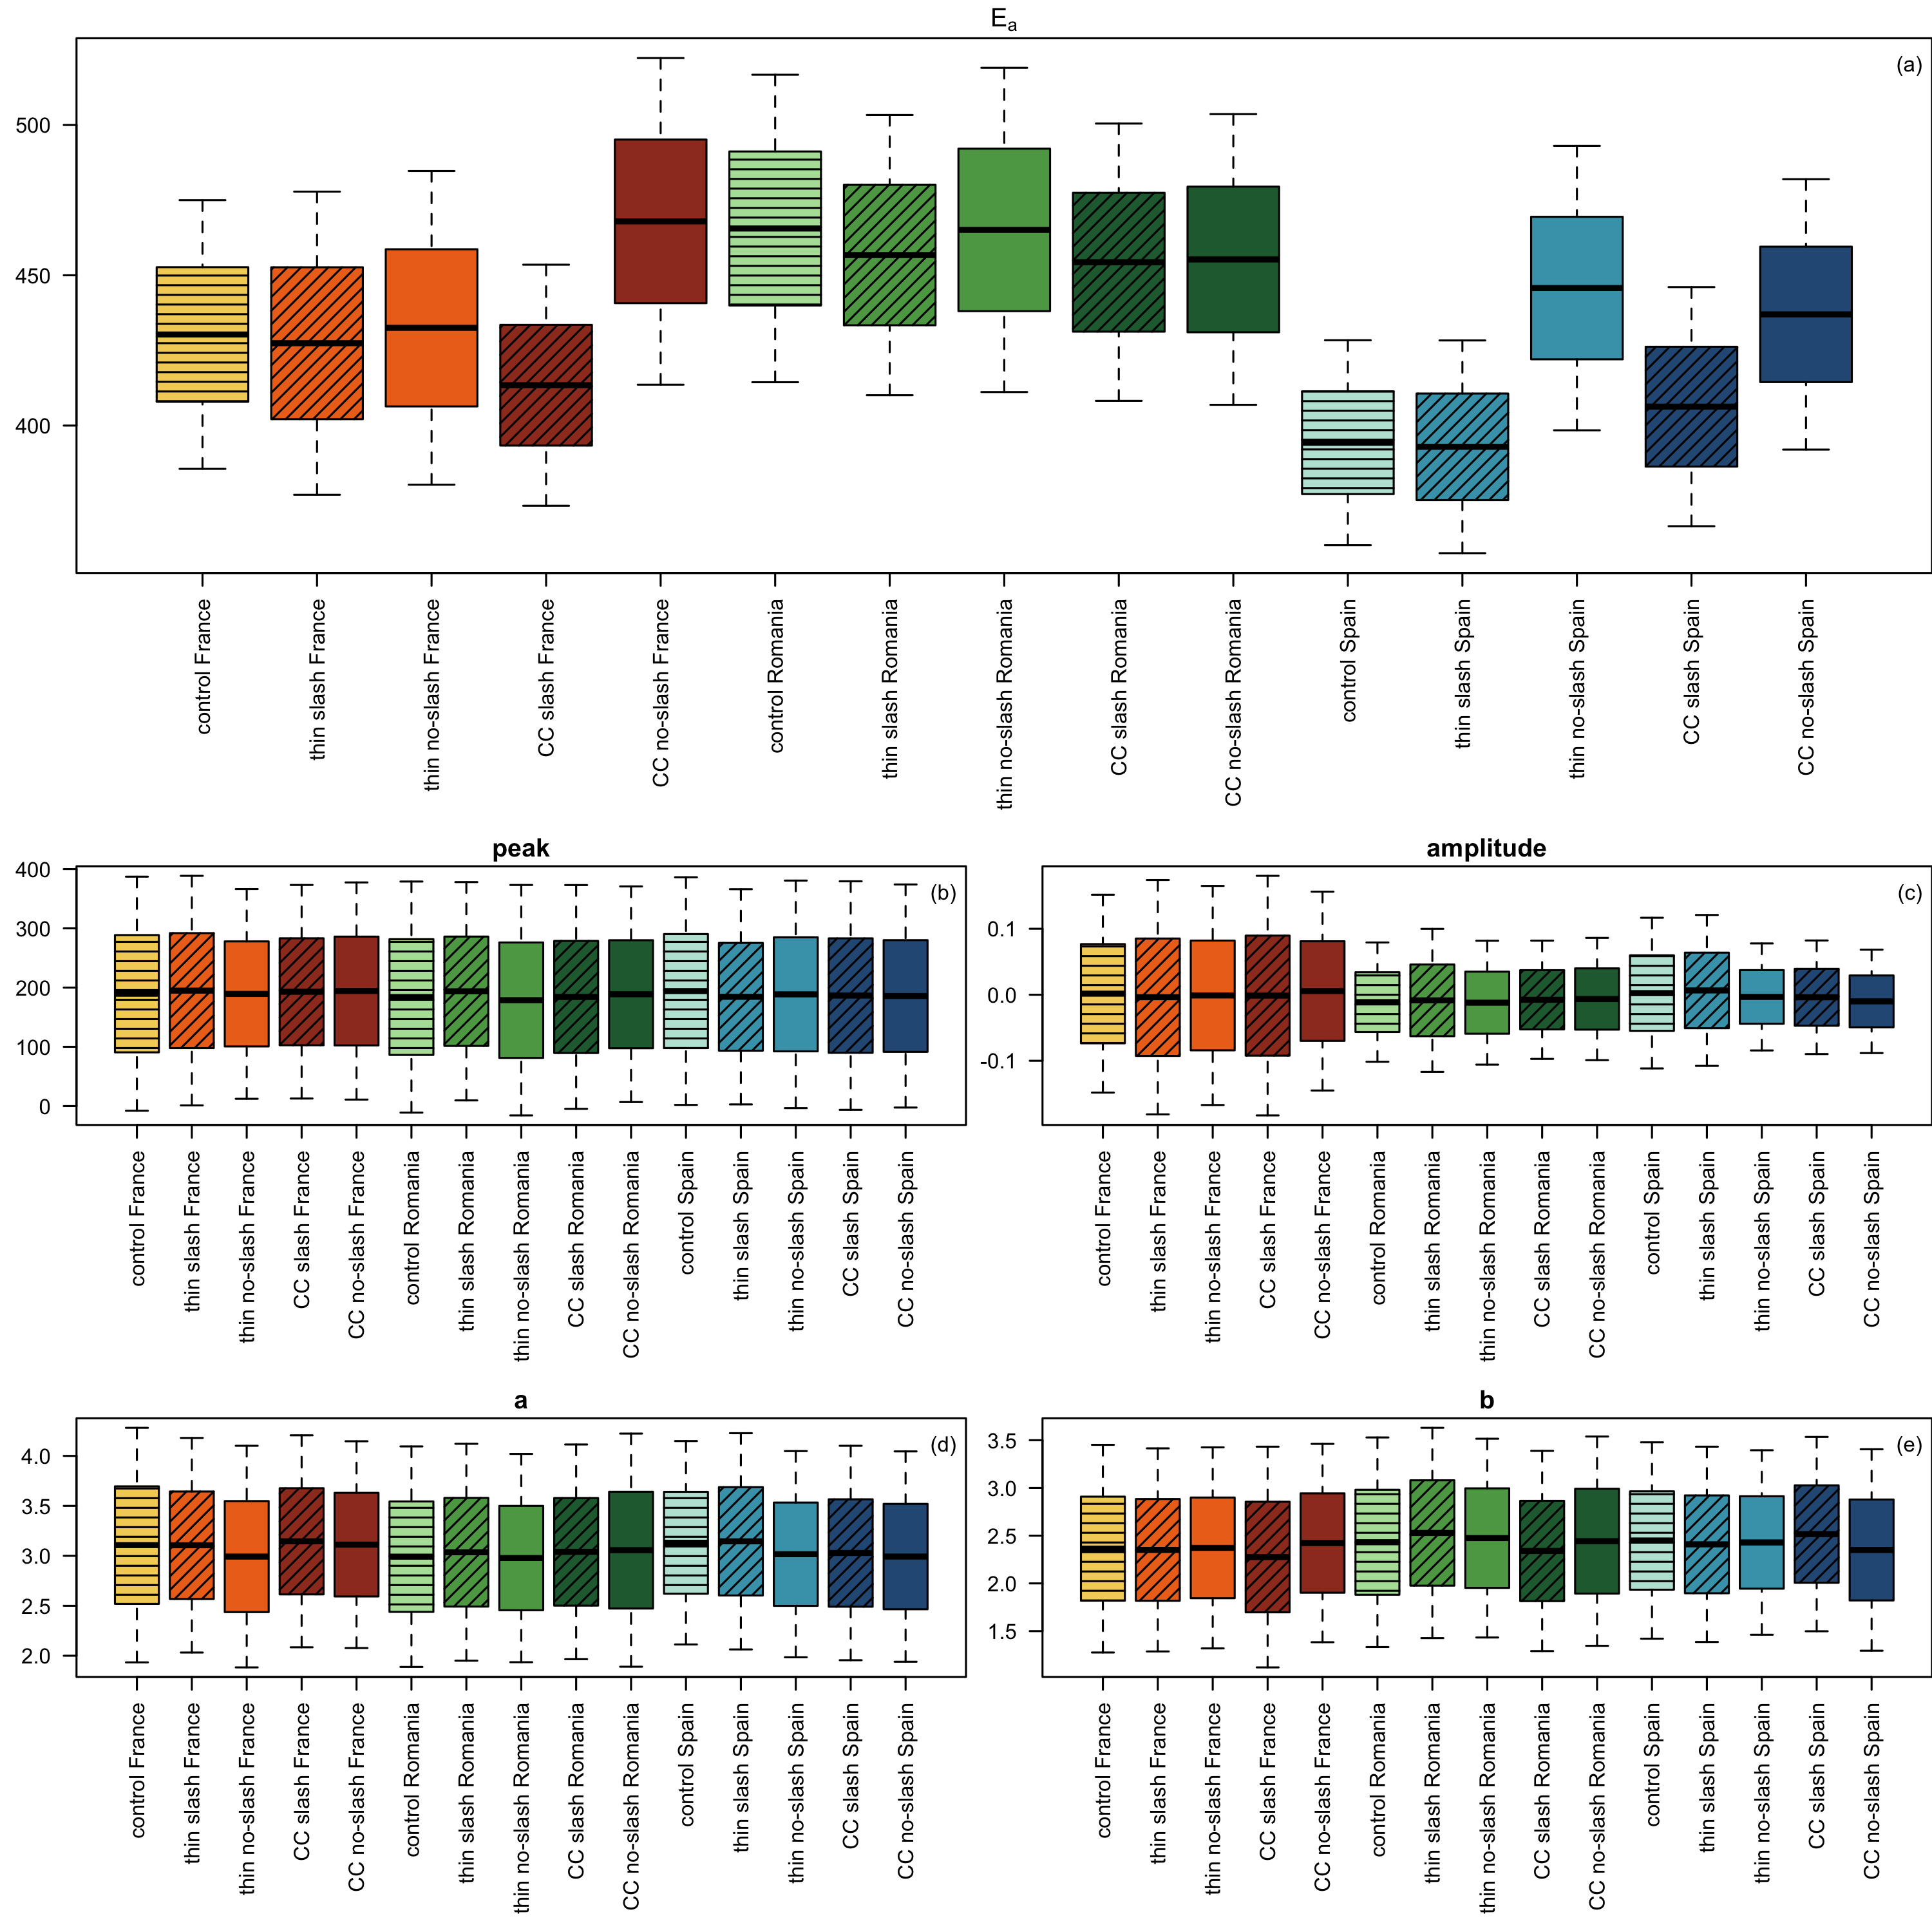 Eₐ
(a)
500
450
400
control France
thin slash France
thin no-slash France
CC slash France
CC no-slash France
control Romania
thin slash Romania
thin no-slash Romania
CC slash Romania
CC no-slash Romania
control Spain
thin slash Spain
thin no-slash Spain
CC slash Spain
CC no-slash Spain
peak
(b)
400
300
200
100
0
control France
thin slash France
thin no-slash France
CC slash France
CC no-slash France
control Romania
thin slash Romania
thin no-slash Romania
CC slash Romania
CC no-slash Romania
control Spain
thin slash Spain
thin no-slash Spain
CC slash Spain
CC no-slash Spain
amplitude
(c)
0.1
0.0
-0.1
control France
thin slash France
thin no-slash France
CC slash France
CC no-slash France
control Romania
thin slash Romania
thin no-slash Romania
CC slash Romania
CC no-slash Romania
control Spain
thin slash Spain
thin no-slash Spain
CC slash Spain
CC no-slash Spain
a
(d)
4.0
3.5
3.0
2.5
2.0
control France
thin slash France
thin no-slash France
CC slash France
CC no-slash France
control Romania
thin slash Romania
thin no-slash Romania
CC slash Romania
CC no-slash Romania
control Spain
thin slash Spain
thin no-slash Spain
CC slash Spain
CC no-slash Spain
b
(e)
3.5
3.0
2.5
2.0
1.5
control France
thin slash France
thin no-slash France
CC slash France
CC no-slash France
control Romania
thin slash Romania
thin no-slash Romania
CC slash Romania
CC no-slash Romania
control Spain
thin slash Spain
thin no-slash Spain
CC slash Spain
CC no-slash Spain